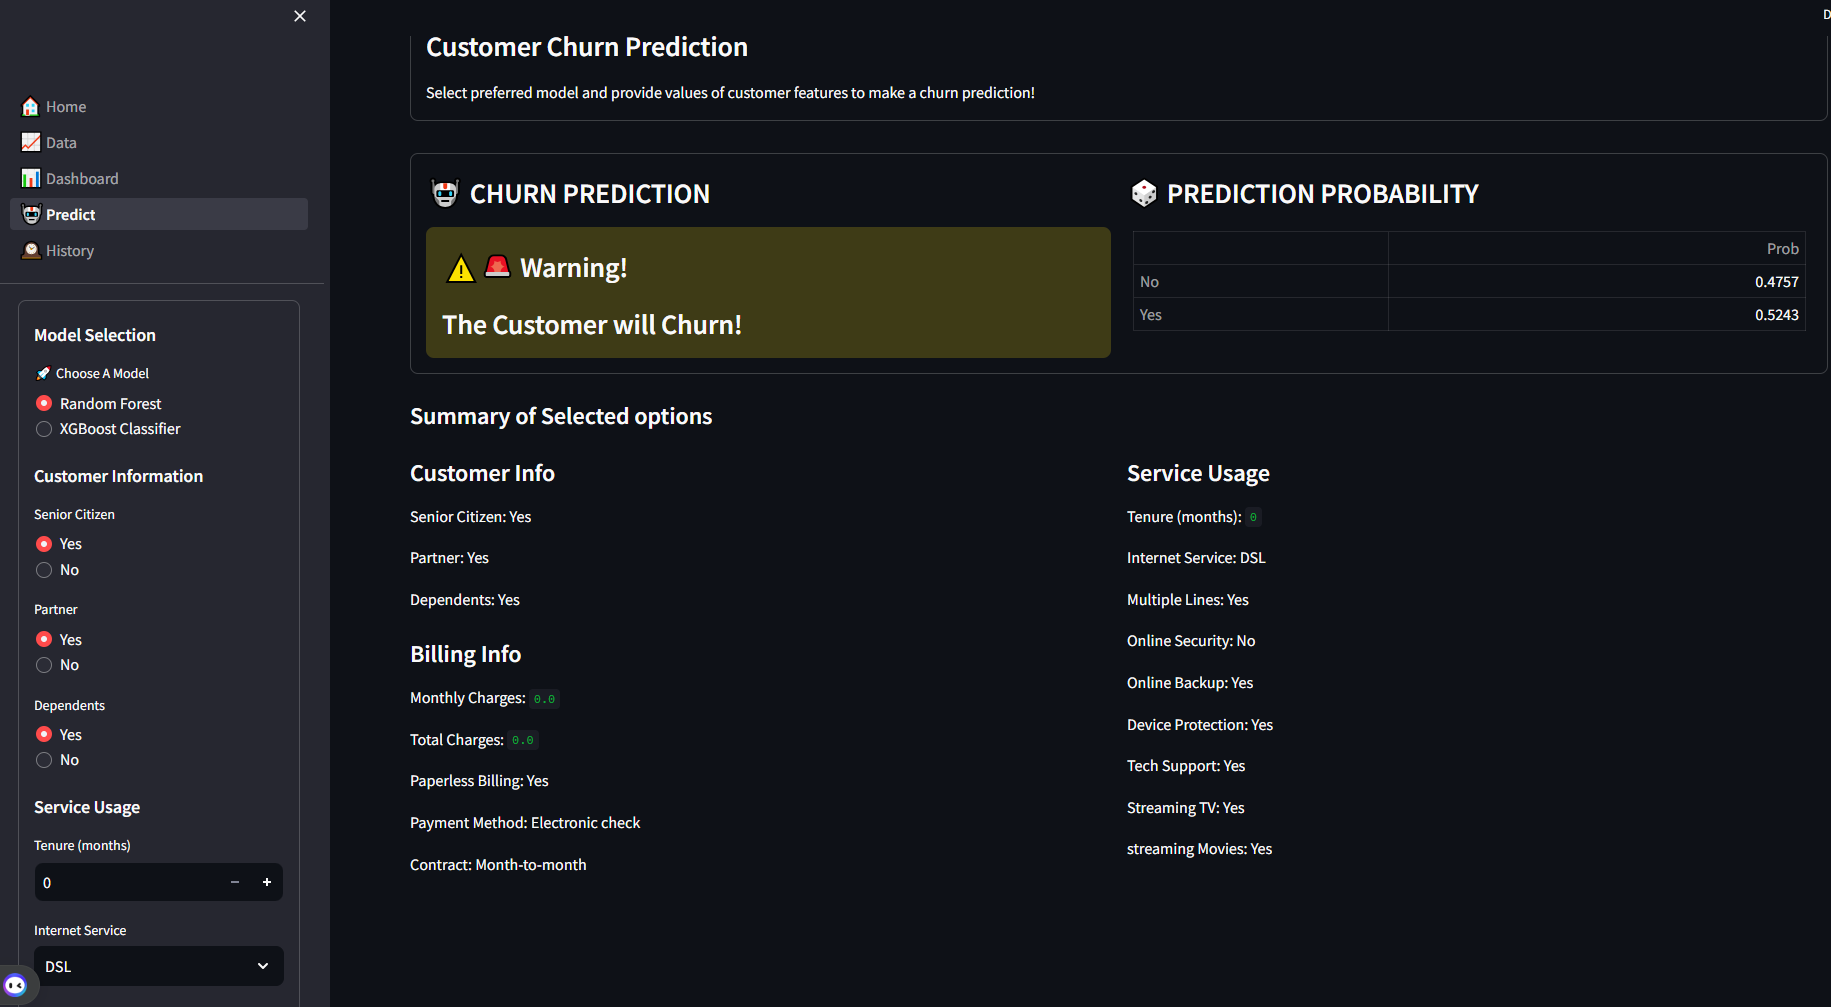 Home
Data
Dashboard
Predict
History
Model Selection
Choose A Model
Random Forest
XGBoost Classifier
Customer Information
Senior Citizen
Yes
No
Partner
Yes
No
Dependents
Yes
No
Service Usage
Tenure (months)
0
Internet Service
DSL
D
Customer Churn Prediction
Select preferred model and provide values of customer features to make a churn prediction!
CHURN PREDICTION
Warning!
The Customer will Churn!
PREDICTION PROBABILITY
Prob
No 0.4757
Yes 0.5243
Summary of Selected options
Customer Info
Senior Citizen: Yes
Partner: Yes
Dependents: Yes
Billing Info
Monthly Charges: 0.0
Total Charges: 0.0
Paperless Billing: Yes
Payment Method: Electronic check
Contract: Month-to-month
Service Usage
Tenure (months): 0
Internet Service: DSL
Multiple Lines: Yes
Online Security: No
Online Backup: Yes
Device Protection: Yes
Tech Support: Yes
Streaming TV: Yes
streaming Movies: Yes